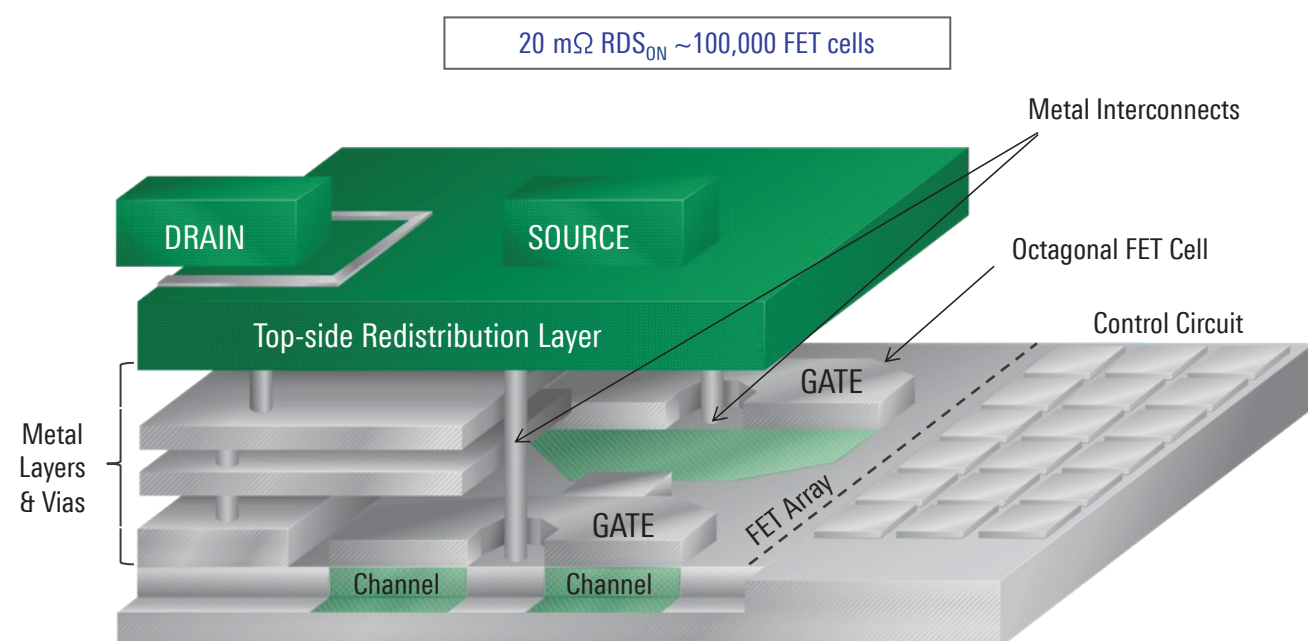 20 mΩ RDS_ON ~100,000 FET cells
Metal Interconnects
DRAIN
SOURCE
Octagonal FET Cell
Top-side Redistribution Layer
Control Circuit
GATE
Metal
Layers
& Vias
FET Array
GATE
Channel
Channel